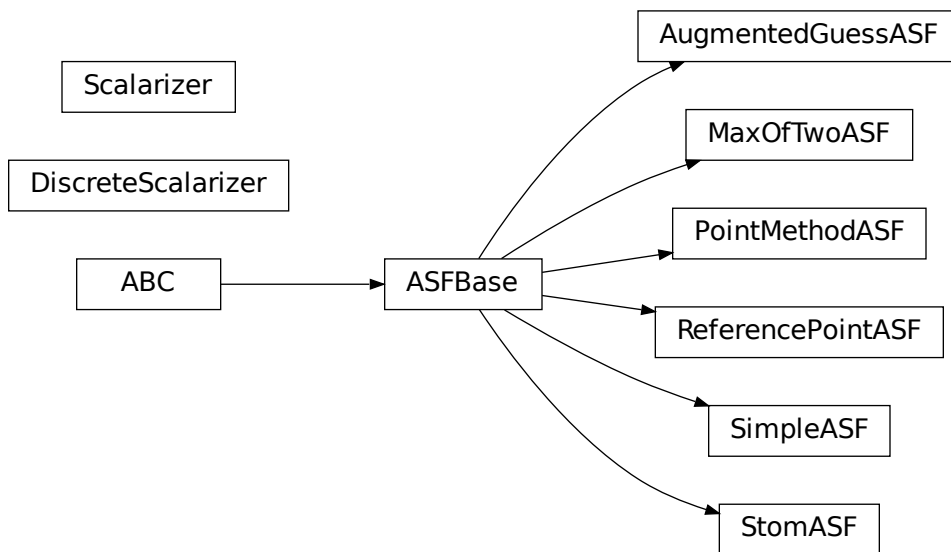 Scalarizer
DiscreteScalarizer
ABC
ASFBase
AugmentedGuessASF
MaxOfTwoASF
PointMethodASF
ReferencePointASF
SimpleASF
StomASF